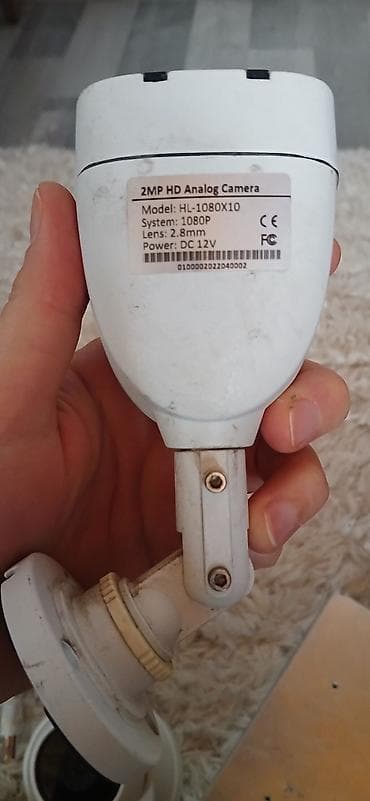 2MP HD Analog Camera
Model: HL-1080X10
System: 1080P
Lens: 2.8mm
Power: DC 12V
CE
FC
0100002022040002